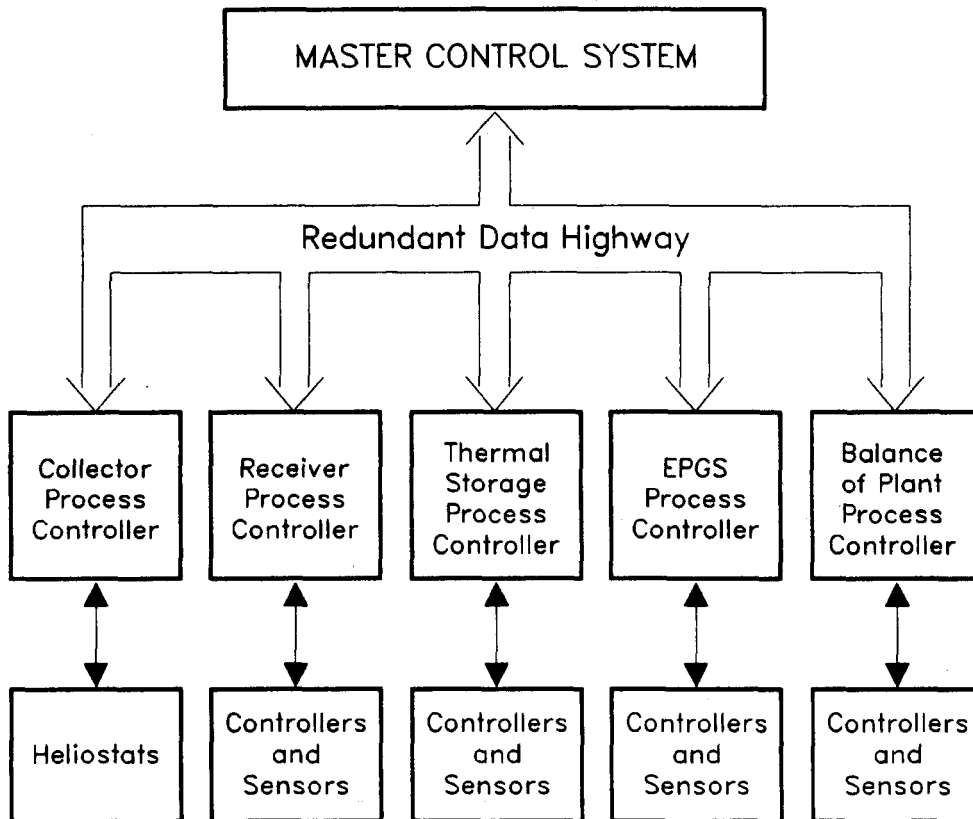 MASTER CONTROL SYSTEM
Redundant Data Highway
Collector
Process
Controller
Receiver
Process
Controller
Thermal
Storage
Process
Controller
EPGS
Process
Controller
Balance
of Plant
Process
Controller
Heliostats
Controllers
and
Sensors
Controllers
and
Sensors
Controllers
and
Sensors
Controllers
and
Sensors